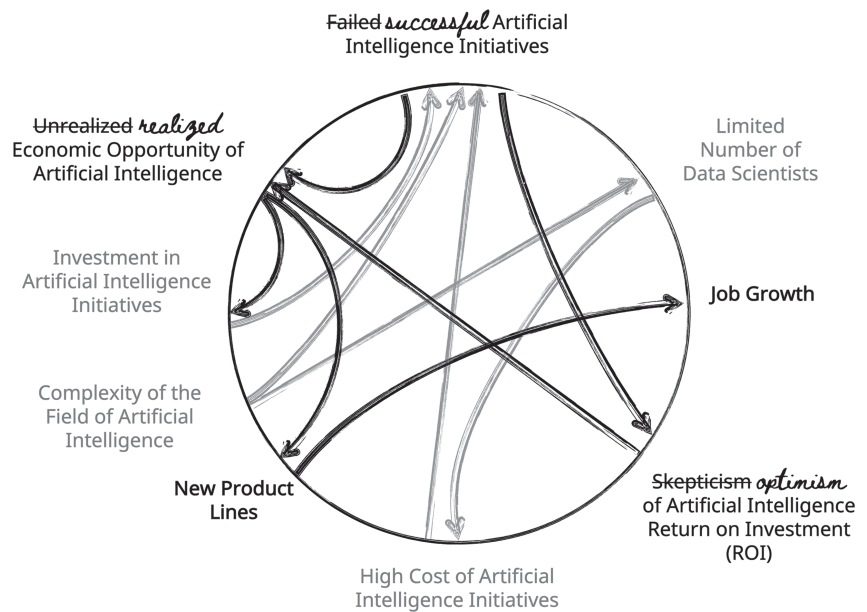 Failed successful Artificial
Intelligence Initiatives
Unrealized realized
Economic Opportunity of
Artificial Intelligence
Limited
Number of
Data Scientists
Investment in
Artificial Intelligence
Initiatives
Job Growth
Complexity of the
Field of Artificial
Intelligence
New Product
Lines
Skepticism optimism
of Artificial Intelligence
Return on Investment
(ROI)
High Cost of Artificial
Intelligence Initiatives